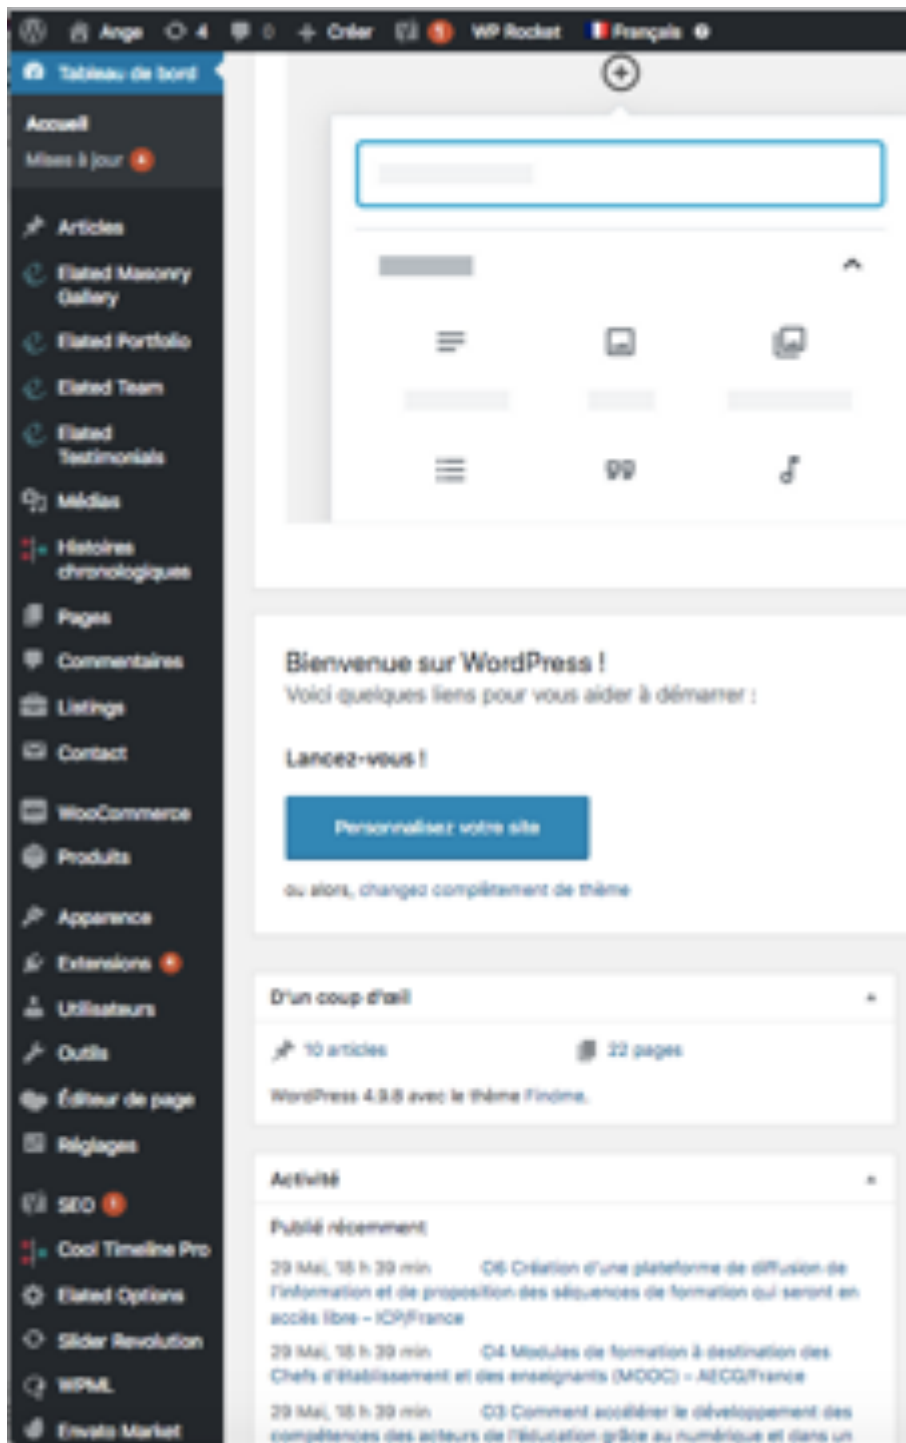 Ange 4 0 Créer 1 WP Rocket Français
Tableau de bord
Accueil
Mises à jour 4
Articles
Elated Masonry
Gallery
Elated Portfolio
Elated Team
Elated
Testimonials
Médias
Histoires
chronologiques
Pages
Commentaires
Listings
Contact
WooCommerce
Produits
Apparence
Extensions 4
Utilisateurs
Outils
Éditeur de page
Réglages
SEO 1
Cool Timeline Pro
Elated Options
Slider Revolution
WPML
Envato Market
Bienvenue sur WordPress !
Voici quelques liens pour vous aider à démarrer :
Lancez-vous !
Personnalisez votre site
ou alors, changez complètement de thème
D'un coup d'œil
10 articles 22 pages
WordPress 4.9.8 avec le thème Findme.
Activité
Publié récemment
29 Mai, 18 h 39 min O6 Création d'une plateforme de diffusion de
l'information et de proposition des séquences de formation qui seront en
accès libre – ICP/France
29 Mai, 18 h 39 min O4 Modules de formation à destination des
Chefs d'établissement et des enseignants (MOOC) – AECG/France
29 Mai, 18 h 39 min O3 Comment accélérer le développement des
compétences des acteurs de l'éducation grâce au numérique et dans un